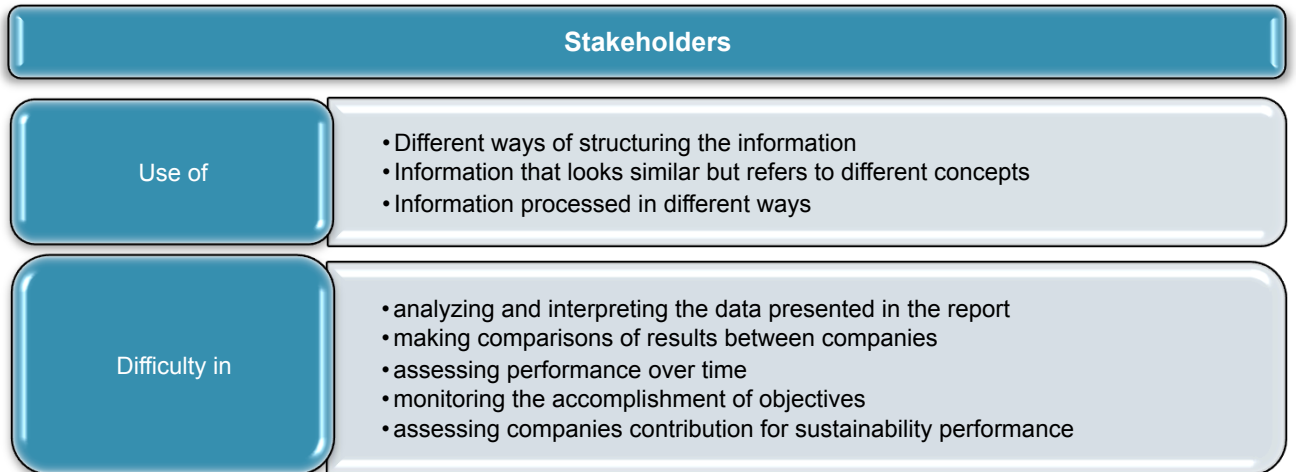 Stakeholders
Use of
• Different ways of structuring the information
• Information that looks similar but refers to different concepts
• Information processed in different ways
Difficulty in
• analyzing and interpreting the data presented in the report
• making comparisons of results between companies
• assessing performance over time
• monitoring the accomplishment of objectives
• assessing companies contribution for sustainability performance